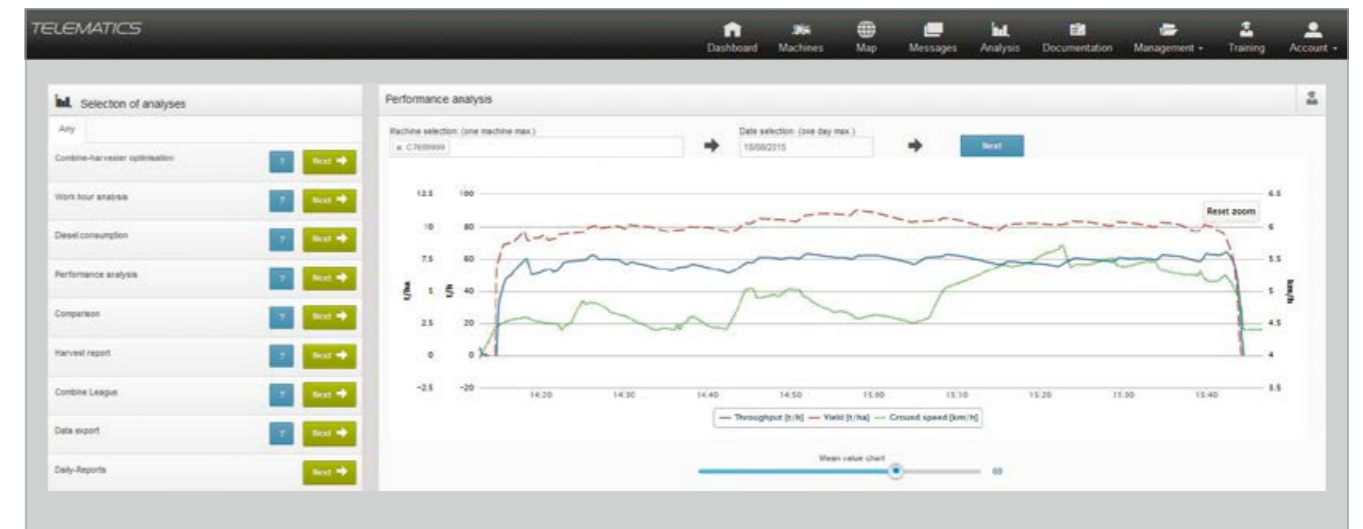 TELEMATICS
Dashboard Machines Map Messages Analysis Documentation Management Training Account
Selection of analyses
Any
Combine-harvester optimisation ? Next
Work hour analysis ? Next
Diesel consumption ? Next
Performance analysis ? Next
Comparison ? Next
Harvest report ? Next
Combine League ? Next
Data export ? Next
Daily-Reports Next
Performance analysis
Machine selection: (one machine max.)
Date selection: (one day max.)
Next
12.5 100 6.5
Reset zoom
10 80 6
7.5 60 5.5
t/ha 5 t/h 40 5 km/h
2.5 20 4.5
0 0 4
-2.5 -20 3.5
14:20 14:30 14:40 14:50 15:00 15:10 15:20 15:30 15:40
Throughput [t/h] Yield [t/ha] Ground speed [km/h]
Mean value chart